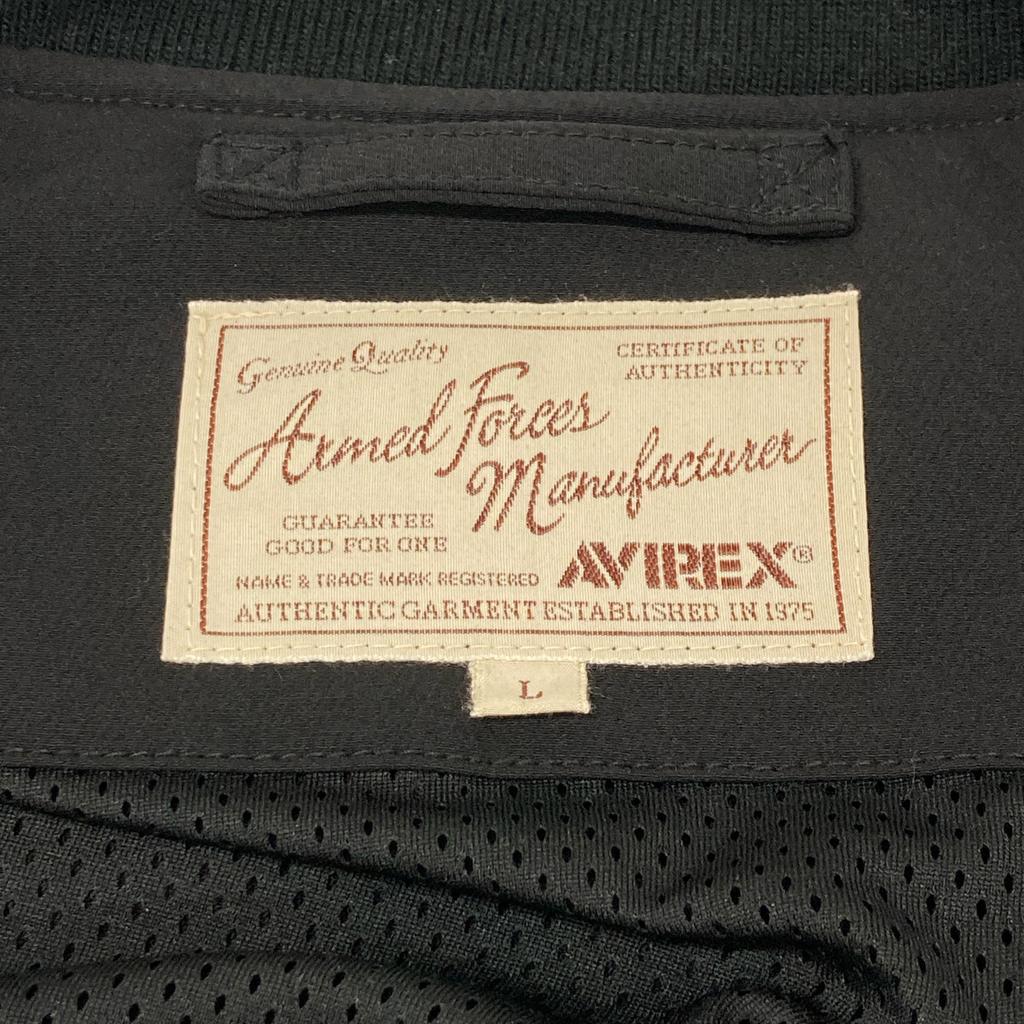 Genuine Quality
CERTIFICATE OF
AUTHENTICITY
Armed Forces
Manufacturer
GUARANTEE
GOOD FOR ONE
NAME & TRADE MARK REGISTERED
AVIREX®
AUTHENTIC GARMENT ESTABLISHED IN 1975
L